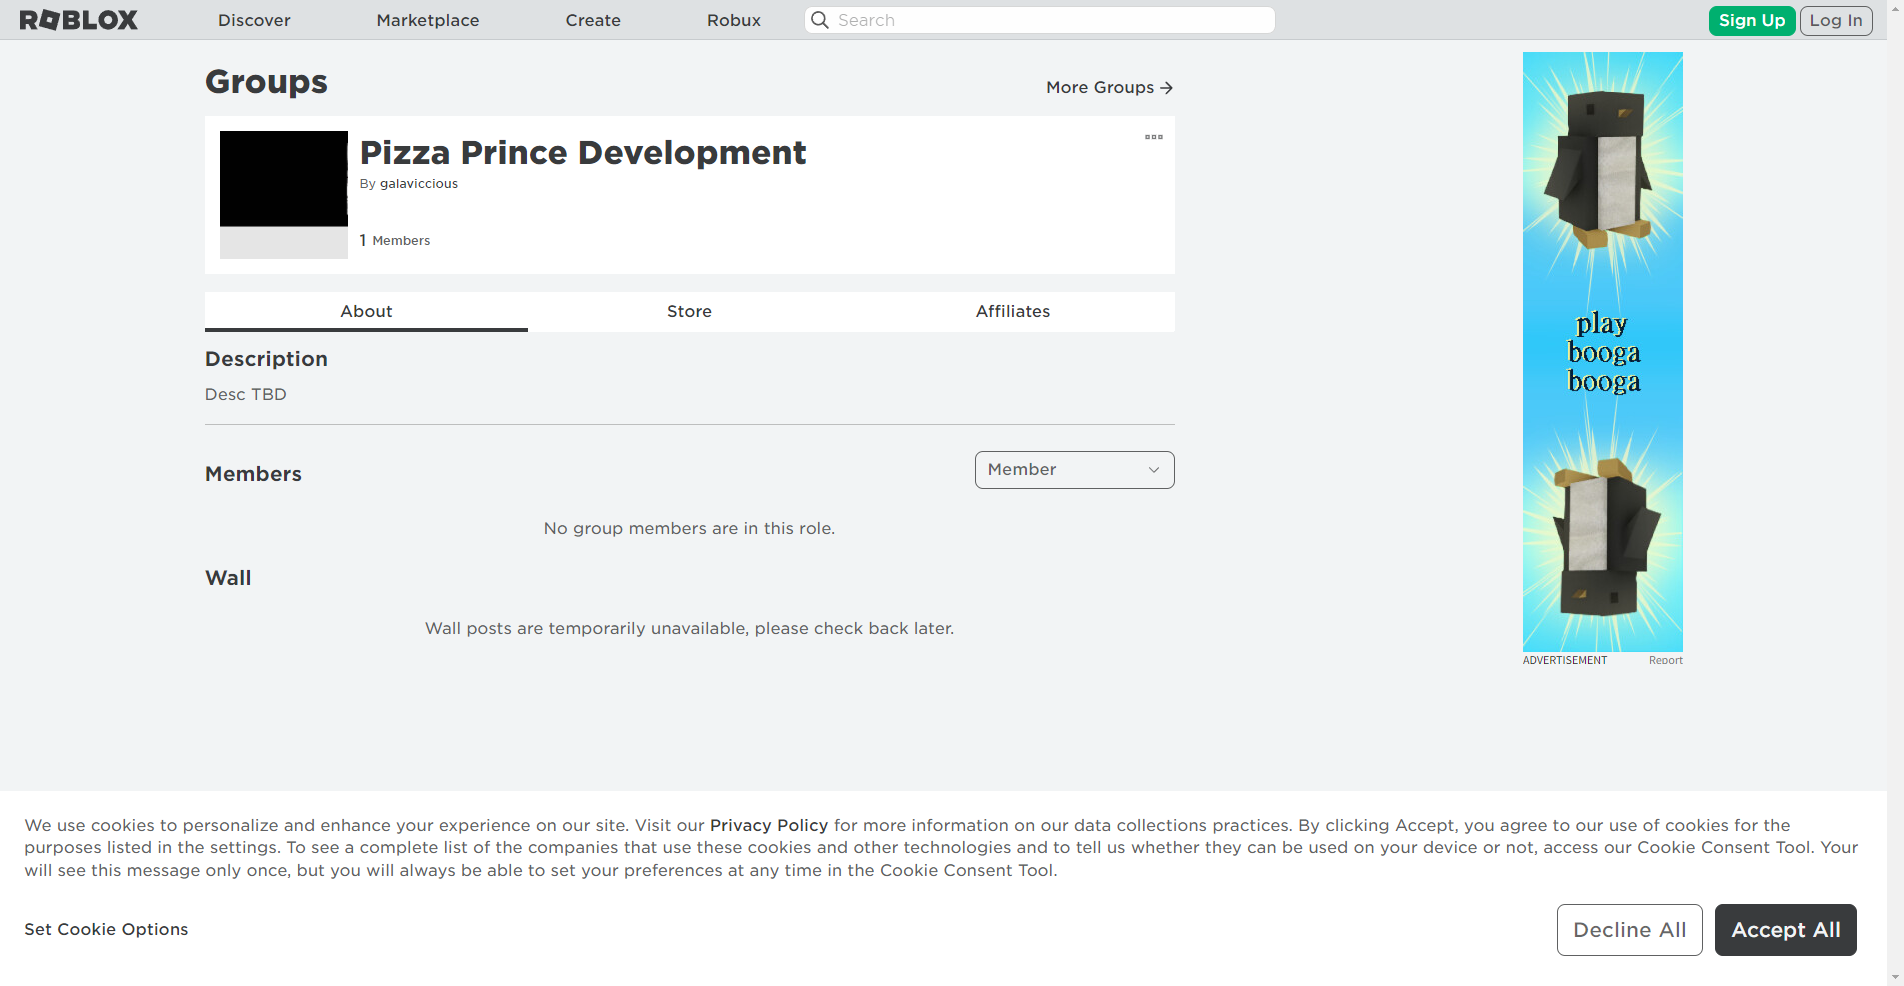 ROBLOX
Discover
Marketplace
Create
Robux
Search
Sign Up
Log In
Groups
More Groups
Pizza Prince Development
By galaviccious
1 Members
About
Store
Affiliates
Description
Desc TBD
Members
Member
No group members are in this role.
Wall
Wall posts are temporarily unavailable, please check back later.
play
booga
booga
ADVERTISEMENT
Report
We use cookies to personalize and enhance your experience on our site. Visit our Privacy Policy for more information on our data collections practices. By clicking Accept, you agree to our use of cookies for the
purposes listed in the settings. To see a complete list of the companies that use these cookies and other technologies and to tell us whether they can be used on your device or not, access our Cookie Consent Tool. Your
will see this message only once, but you will always be able to set your preferences at any time in the Cookie Consent Tool.
Set Cookie Options
Decline All
Accept All